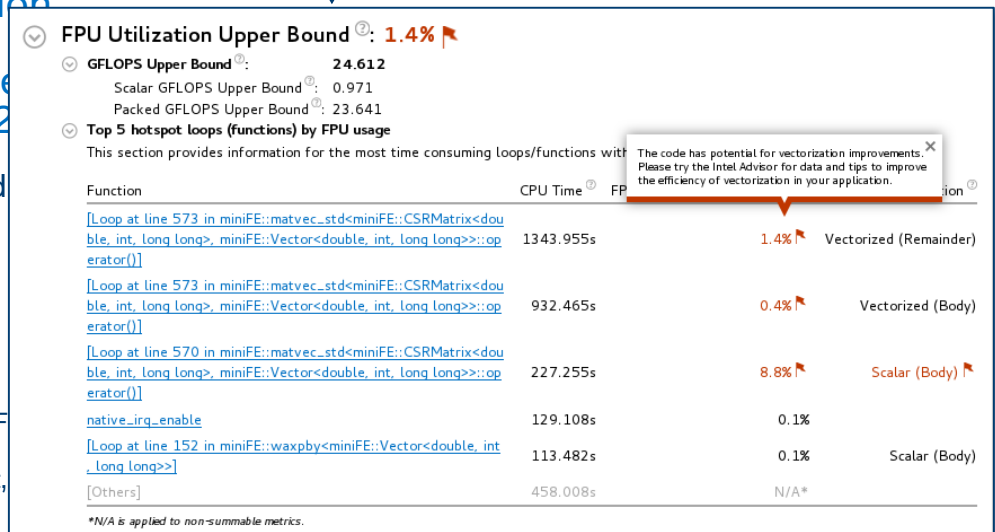 FPU Utilization Upper Bound ?: 1.4%
GFLOPS Upper Bound ?: 24.612
Scalar GFLOPS Upper Bound ?: 0.971
Packed GFLOPS Upper Bound ?: 23.641
Top 5 hotspot loops (functions) by FPU usage
This section provides information for the most time consuming loops/functions with
The code has potential for vectorization improvements.
Please try the Intel Advisor for data and tips to improve
the efficiency of vectorization in your application.
Function CPU Time ? FP ?
[Loop at line 573 in miniFE::matvec_std<miniFE::CSRMatrix<dou
ble, int, long long>, miniFE::Vector<double, int, long long>>::op
erator()]
1343.955s 1.4% Vectorized (Remainder)
[Loop at line 573 in miniFE::matvec_std<miniFE::CSRMatrix<dou
ble, int, long long>, miniFE::Vector<double, int, long long>>::op
erator()]
932.465s 0.4% Vectorized (Body)
[Loop at line 570 in miniFE::matvec_std<miniFE::CSRMatrix<dou
ble, int, long long>, miniFE::Vector<double, int, long long>>::op
erator()]
227.255s 8.8% Scalar (Body)
native_irq_enable 129.108s 0.1%
[Loop at line 152 in miniFE::waxpby<miniFE::Vector<double, int
, long long>>]
113.482s 0.1% Scalar (Body)
[Others] 458.008s N/A*
*N/A is applied to non-summable metrics.